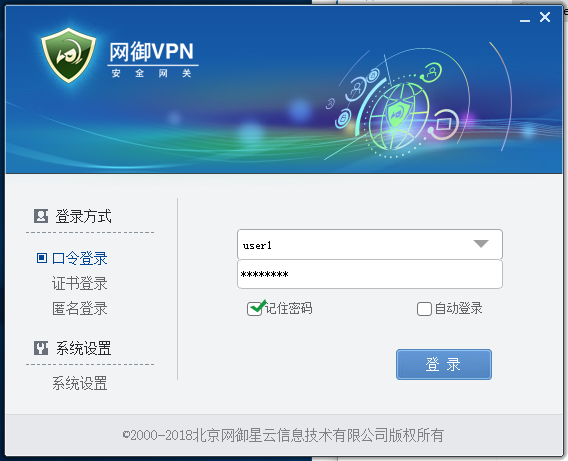 网御VPN
安全网关
登录方式
口令登录
证书登录
匿名登录
系统设置
系统设置
user1
********
记住密码
自动登录
登录
©2000-2018北京网御星云信息技术有限公司版权所有